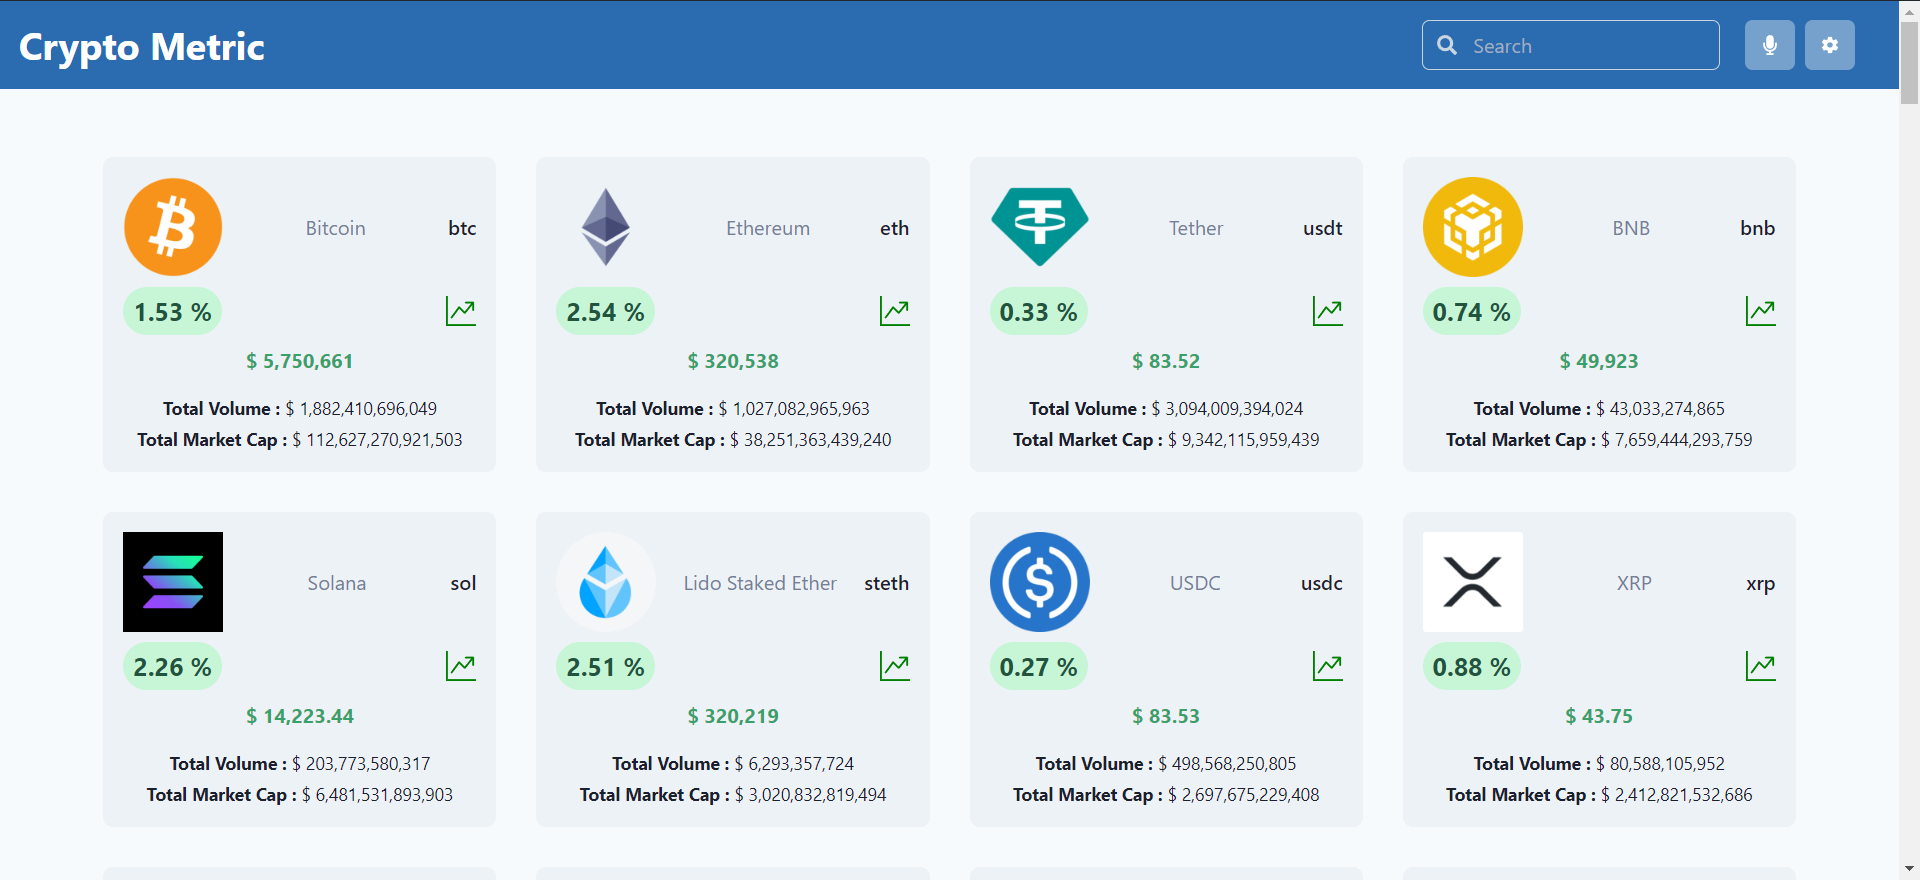 Crypto Metric
Search
Bitcoin btc
1.53 %
$ 5,750,661
Total Volume : $ 1,882,410,696,049
Total Market Cap : $ 112,627,270,921,503
Ethereum eth
2.54 %
$ 320,538
Total Volume : $ 1,027,082,965,963
Total Market Cap : $ 38,251,363,439,240
Tether usdt
0.33 %
$ 83.52
Total Volume : $ 3,094,009,394,024
Total Market Cap : $ 9,342,115,959,439
BNB bnb
0.74 %
$ 49,923
Total Volume : $ 43,033,274,865
Total Market Cap : $ 7,659,444,293,759
Solana sol
2.26 %
$ 14,223.44
Total Volume : $ 203,773,580,317
Total Market Cap : $ 6,481,531,893,903
Lido Staked Ether steth
2.51 %
$ 320,219
Total Volume : $ 6,293,357,724
Total Market Cap : $ 3,020,832,819,494
USDC usdc
0.27 %
$ 83.53
Total Volume : $ 498,568,250,805
Total Market Cap : $ 2,697,675,229,408
XRP xrp
0.88 %
$ 43.75
Total Volume : $ 80,588,105,952
Total Market Cap : $ 2,412,821,532,686